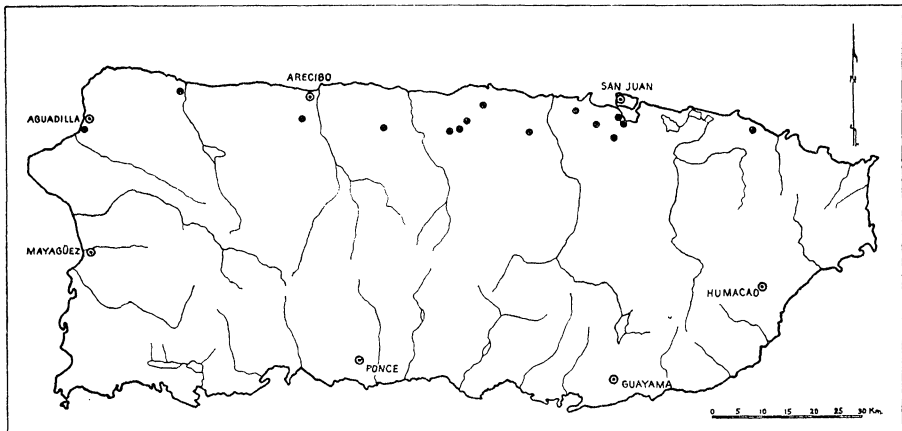 ARECIBO
SAN JUAN
N
AGUADILLA
MAYAGÜEZ
HUMACAO
PONCE
GUAYAMA
0 5 10 15 20 25 30 Km.